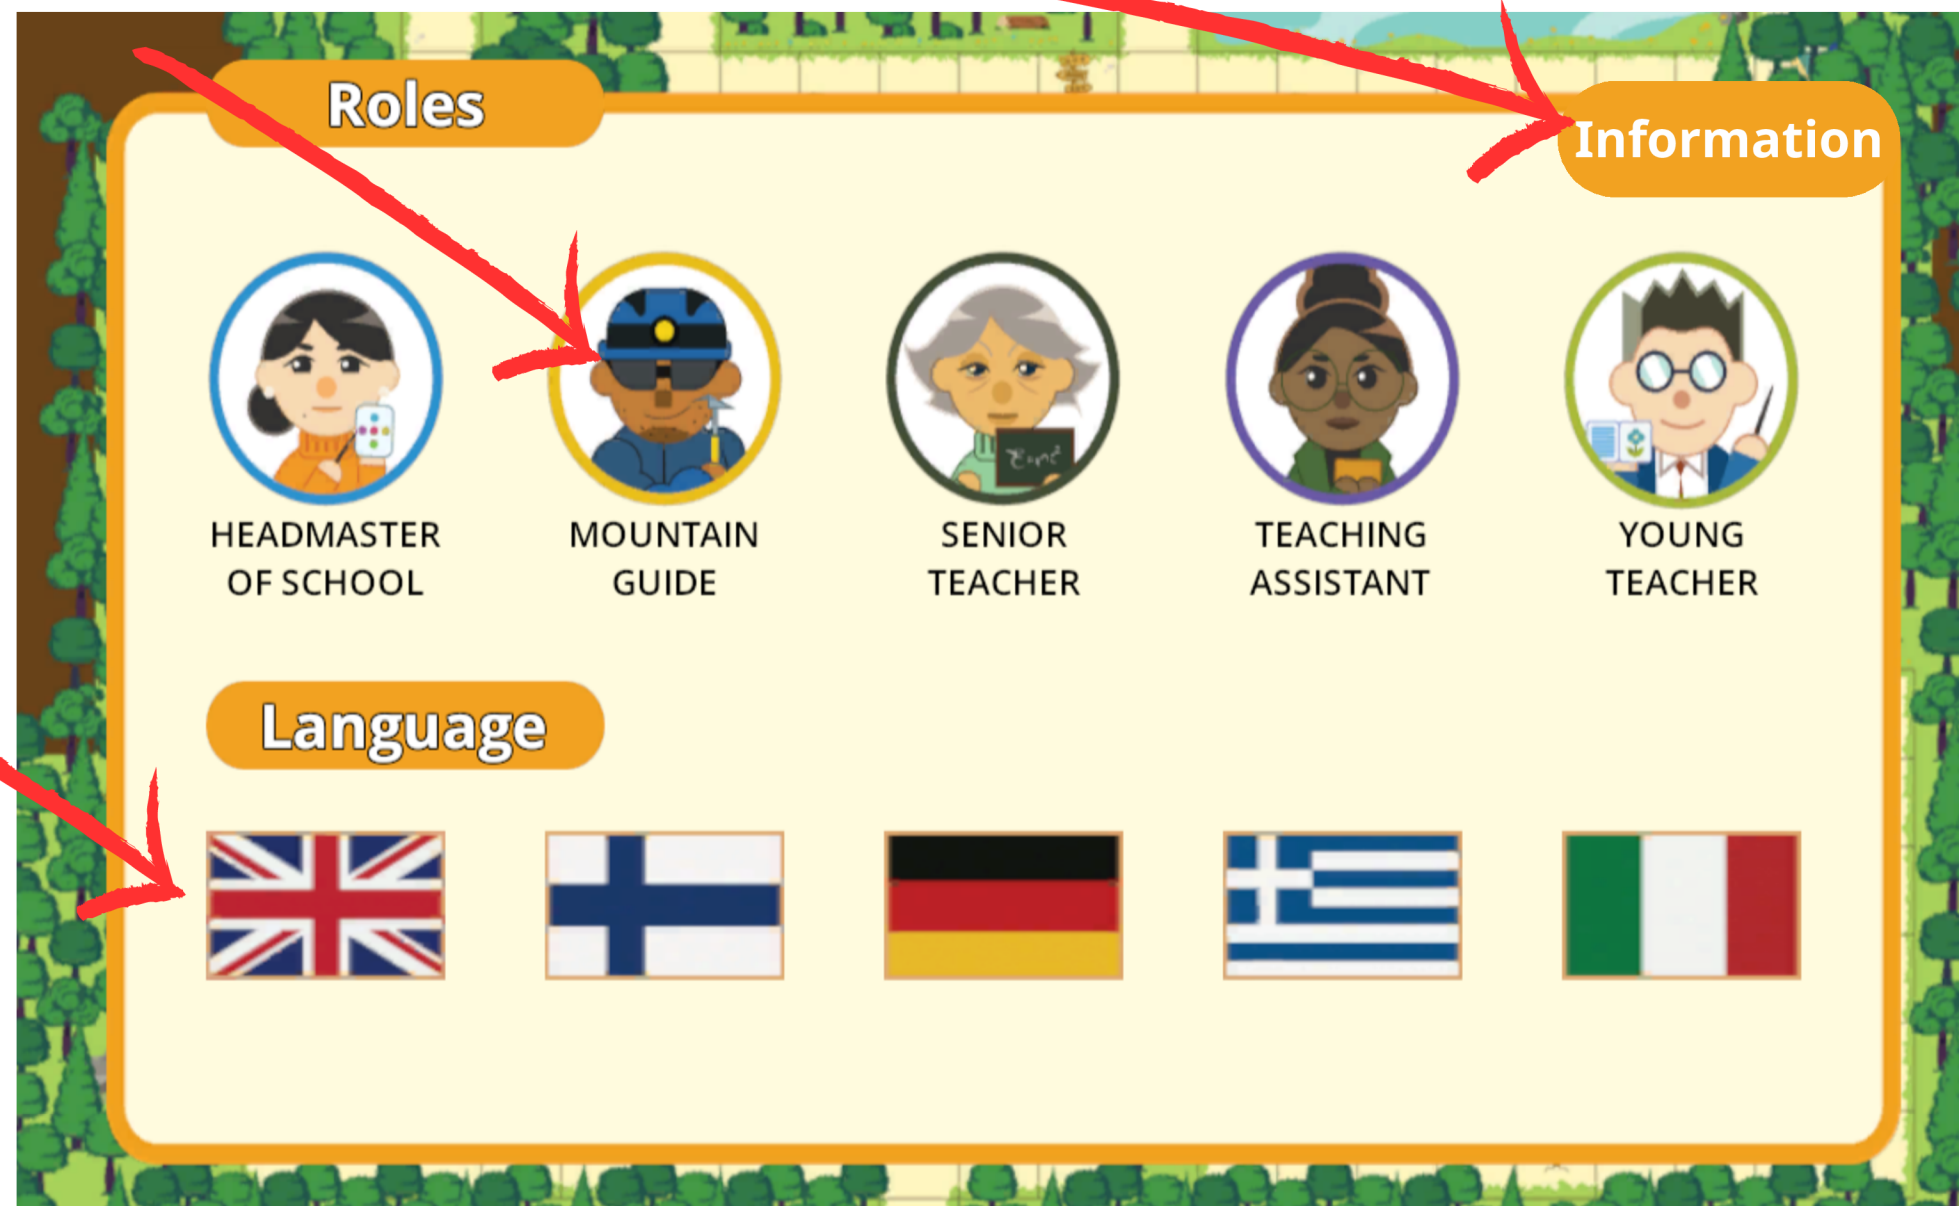 Roles
Information
HEADMASTER
OF SCHOOL
MOUNTAIN
GUIDE
SENIOR
TEACHER
TEACHING
ASSISTANT
YOUNG
TEACHER
Language